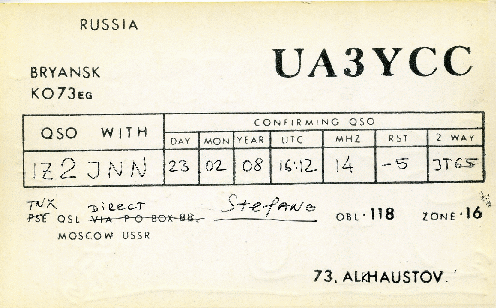 RUSSIA
UA3YCC
BRYANSK
KO73EG
CONFIRMING QSO
QSO WITH DAY MON YEAR UTC MHZ RST 2 WAY
IZ2JNN 23 02 08 16:12 14 -5 JT65
TNX DIRECT Stefano
PSE QSL VIA P O BOX 88. OBL·118 ZONE·16
MOSCOW USSR
73, ALKHAUSTOV.